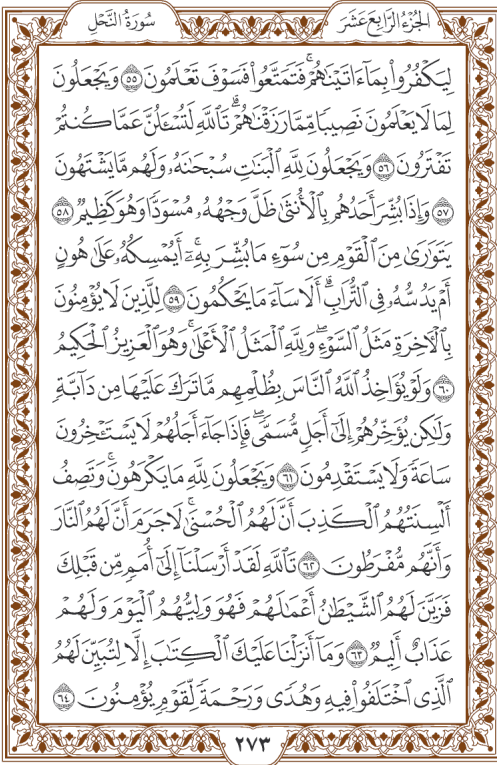 الجُزْءُ الرَّابِعَ عَشَرَ
سُورَةُ النَّحْلِ
لِيَكْفُرُوا۟ بِمَآ ءَاتَيْنَـٰهُمْ ۚ فَتَمَتَّعُوا۟ فَسَوْفَ تَعْلَمُونَ ٥٥ وَيَجْعَلُونَ
لِمَا لَا يَعْلَمُونَ نَصِيبًا مِّمَّا رَزَقْنَـٰهُمْ ۗ تَٱللَّهِ لَتُسْـَٔلُنَّ عَمَّا كُنتُمْ
تَفْتَرُونَ ٥٦ وَيَجْعَلُونَ لِلَّهِ ٱلْبَنَـٰتِ سُبْحَـٰنَهُۥ وَلَهُم مَّا يَشْتَهُونَ
٥٧ وَإِذَا بُشِّرَ أَحَدُهُم بِٱلْأُنثَىٰ ظَلَّ وَجْهُهُۥ مُسْوَدًّا وَهُوَ كَظِيمٌ ٥٨
يَتَوَٰرَىٰ مِنَ ٱلْقَوْمِ مِن سُوٓءِ مَا بُشِّرَ بِهِۦٓ ۚ أَيُمْسِكُهُۥ عَلَىٰ هُونٍ
أَمْ يَدُسُّهُۥ فِى ٱلتُّرَابِ ۗ أَلَا سَآءَ مَا يَحْكُمُونَ ٥٩ لِلَّذِينَ لَا يُؤْمِنُونَ
بِٱلْـَٔاخِرَةِ مَثَلُ ٱلسَّوْءِ ۖ وَلِلَّهِ ٱلْمَثَلُ ٱلْأَعْلَىٰ ۚ وَهُوَ ٱلْعَزِيزُ ٱلْحَكِيمُ
٦٠ وَلَوْ يُؤَاخِذُ ٱللَّهُ ٱلنَّاسَ بِظُلْمِهِم مَّا تَرَكَ عَلَيْهَا مِن دَآبَّةٍ
وَلَـٰكِن يُؤَخِّرُهُمْ إِلَىٰٓ أَجَلٍ مُّسَمًّى ۖ فَإِذَا جَآءَ أَجَلُهُمْ لَا يَسْتَـْٔخِرُونَ
سَاعَةً وَلَا يَسْتَقْدِمُونَ ٦١ وَيَجْعَلُونَ لِلَّهِ مَا يَكْرَهُونَ ۚ وَتَصِفُ
أَلْسِنَتُهُمُ ٱلْكَذِبَ أَنَّ لَهُمُ ٱلْحُسْنَىٰ ۖ لَا جَرَمَ أَنَّ لَهُمُ ٱلنَّارَ
وَأَنَّهُم مُّفْرَطُونَ ٦٢ تَٱللَّهِ لَقَدْ أَرْسَلْنَآ إِلَىٰٓ أُمَمٍ مِّن قَبْلِكَ
فَزَيَّنَ لَهُمُ ٱلشَّيْطَـٰنُ أَعْمَـٰلَهُمْ فَهُوَ وَلِيُّهُمُ ٱلْيَوْمَ وَلَهُمْ
عَذَابٌ أَلِيمٌ ٦٣ وَمَآ أَنزَلْنَا عَلَيْكَ ٱلْكِتَـٰبَ إِلَّا لِتُبَيِّنَ لَهُمُ
ٱلَّذِى ٱخْتَلَفُوا۟ فِيهِ ۙ وَهُدًى وَرَحْمَةً لِّقَوْمٍ يُؤْمِنُونَ ٦٤
٢٧٣